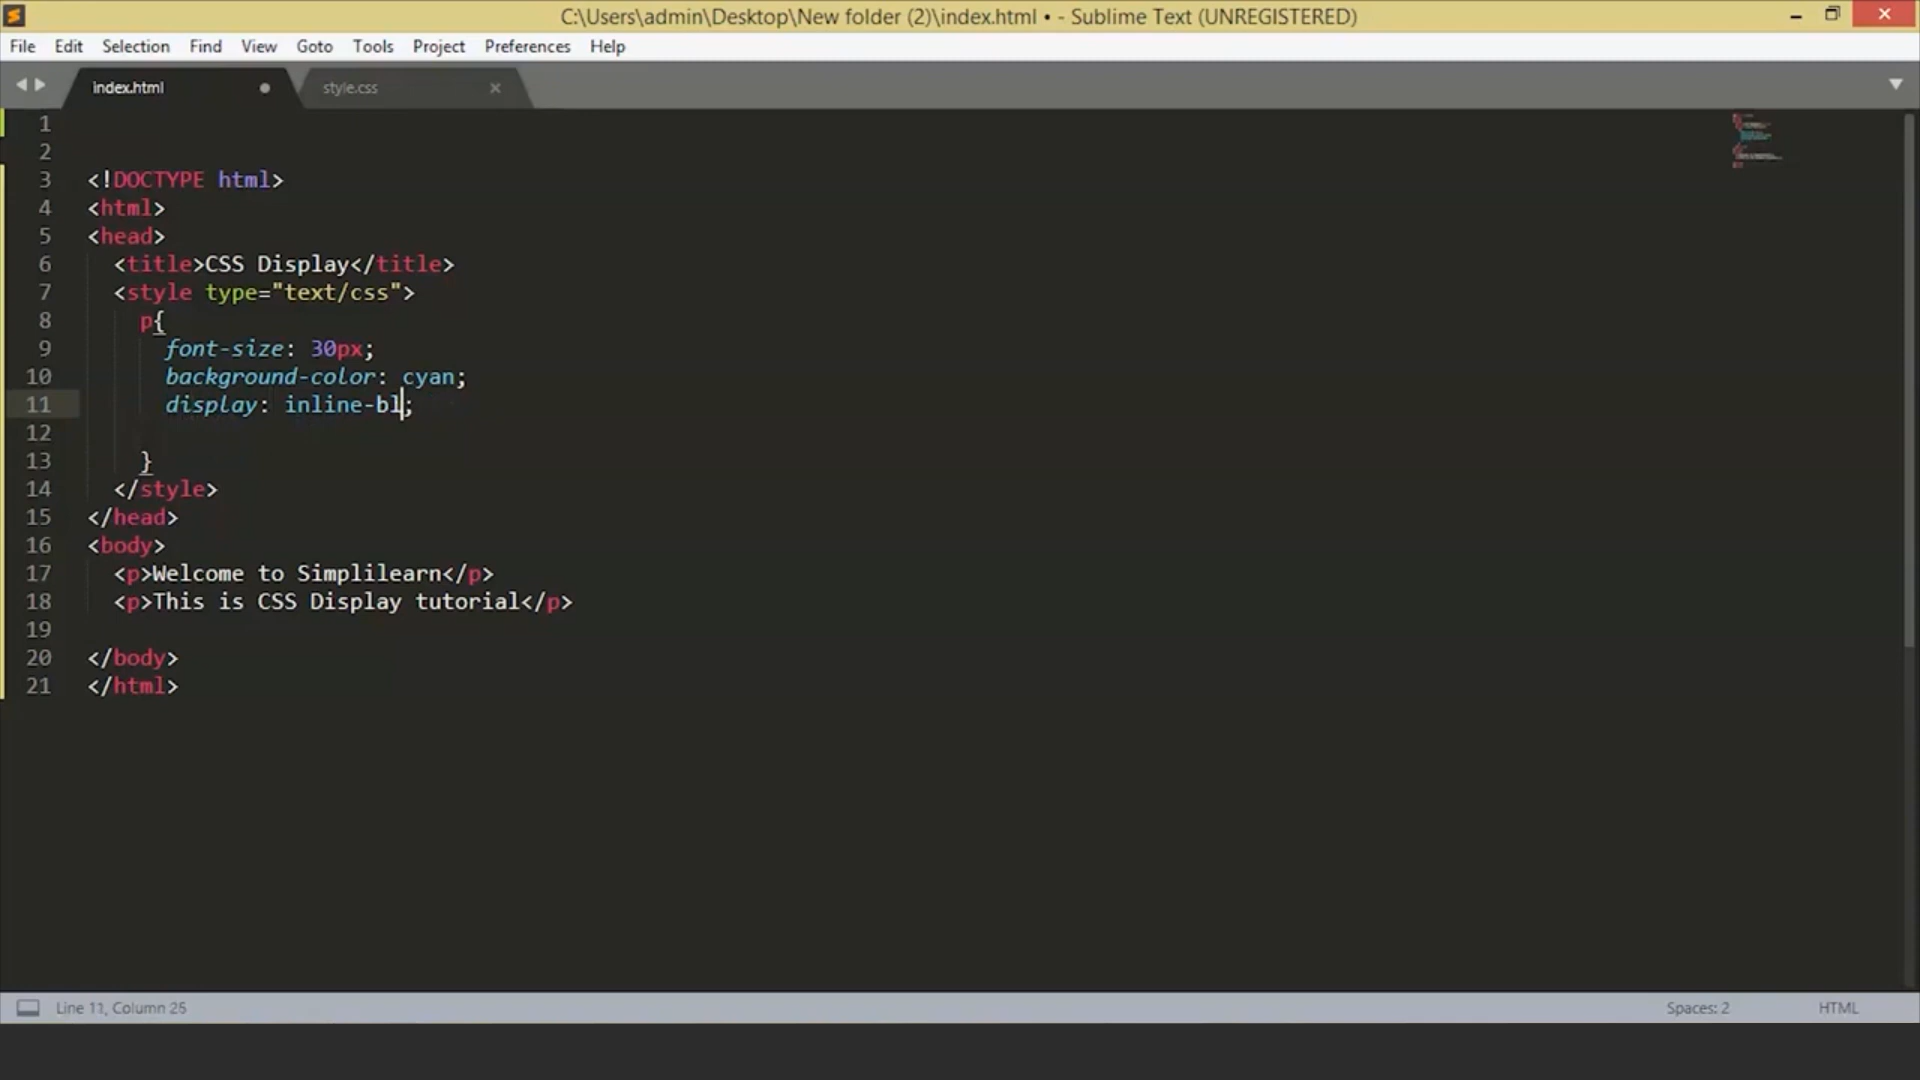 C:\Users\admin\Desktop\New folder (2)\index.html • - Sublime Text (UNREGISTERED)
File Edit Selection Find View Goto Tools Project Preferences Help
index.html style.css
1
2
3 <!DOCTYPE html>
4 <html>
5 <head>
6 <title>CSS Display</title>
7 <style type="text/css">
8 p{
9 font-size: 30px;
10 background-color: cyan;
11 display: inline-bl;
12
13 }
14 </style>
15 </head>
16 <body>
17 <p>Welcome to Simplilearn</p>
18 <p>This is CSS Display tutorial</p>
19
20 </body>
21 </html>
Line 11, Column 25 Spaces: 2 HTML